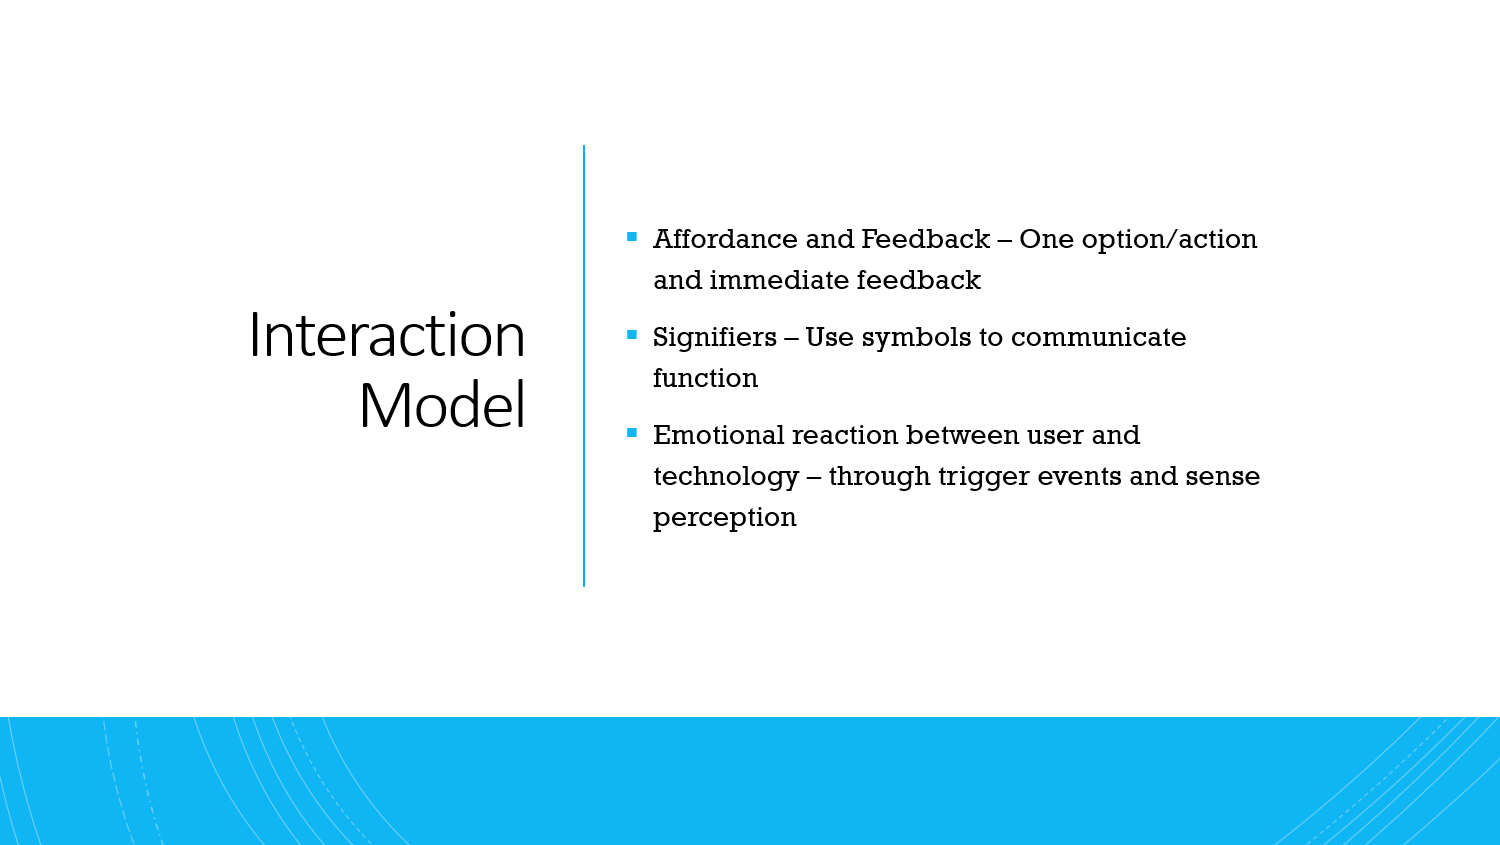 Interaction
Model
Affordance and Feedback – One option/action
and immediate feedback
Signifiers – Use symbols to communicate
function
Emotional reaction between user and
technology – through trigger events and sense
perception